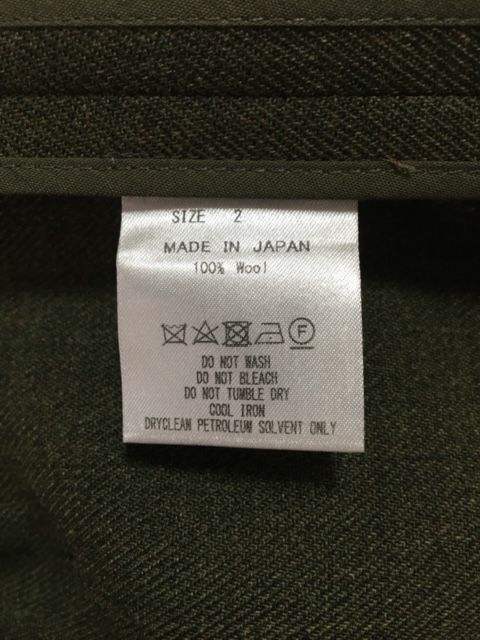 SIZE 2
MADE IN JAPAN
100% Wool
F
DO NOT WASH
DO NOT BLEACH
DO NOT TUMBLE DRY
COOL IRON
DRYCLEAN PETROLEUM SOLVENT ONLY